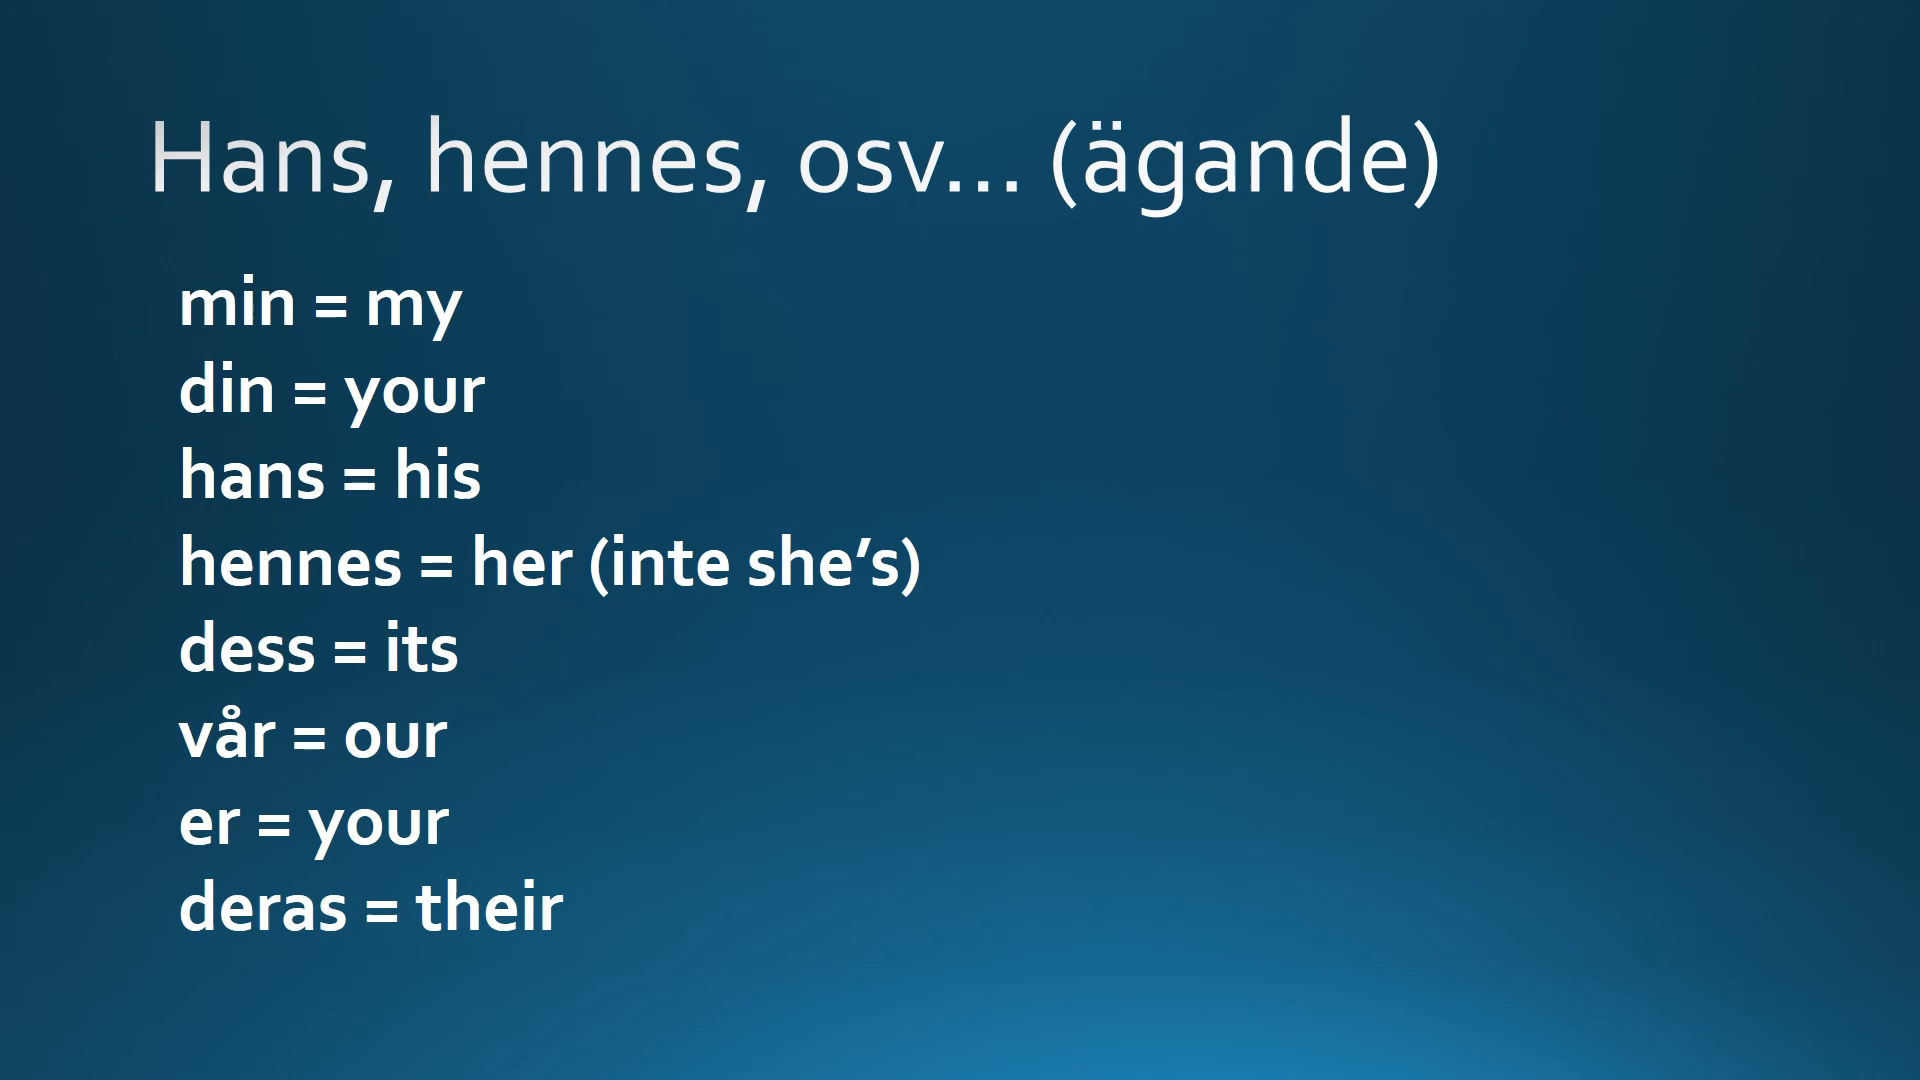 Hans, hennes, osv... (ägande)
min = my
din = your
hans = his
hennes = her (inte she’s)
dess = its
vår = our
er = your
deras = their